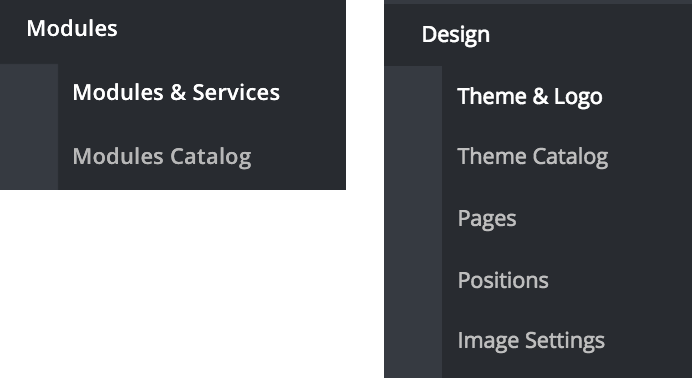 Modules
Modules & Services
Modules Catalog
Design
Theme & Logo
Theme Catalog
Pages
Positions
Image Settings